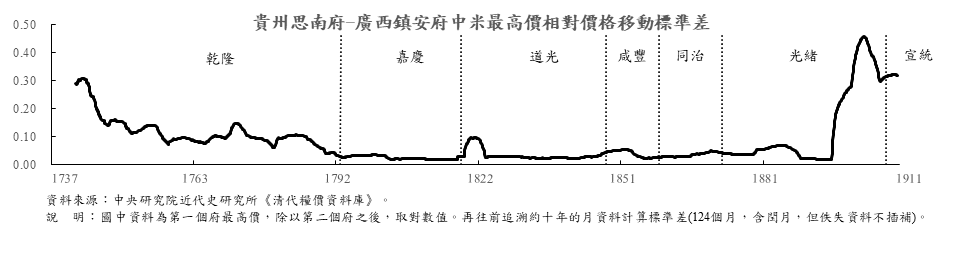 貴州思南府-廣西鎮安府中米最高價相對價格移動標準差
0.50
0.40
0.30
0.20
0.10
0.00
乾隆
嘉慶
道光
咸豐
同治
光緒
宣統
1737
1763
1792
1822
1851
1881
1911
資料來源：中央研究院近代史研究所《清代糧價資料庫》。
說　明：圖中資料為第一個府最高價，除以第二個府之後，取對數值。再往前追溯約十年的月資料計算標準差(124個月，含閏月，但佚失資料不插補)。